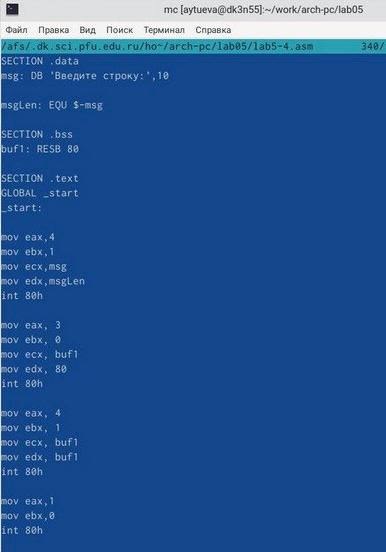 mc [aytueva@dk3n55]:~/work/arch-pc/lab05
Файл Правка Вид Поиск Терминал Справка
/afs/.dk.sci.pfu.edu.ru/ho~/arch-pc/lab05/lab5-4.asm 340/
SECTION .data
msg: DB 'Введите строку:',10
msgLen: EQU $-msg
SECTION .bss
buf1: RESB 80
SECTION .text
GLOBAL _start
_start:
mov eax,4
mov ebx,1
mov ecx,msg
mov edx,msgLen
int 80h
mov eax, 3
mov ebx, 0
mov ecx, buf1
mov edx, 80
int 80h
mov eax, 4
mov ebx, 1
mov ecx, buf1
mov edx, buf1
int 80h
mov eax,1
mov ebx,0
int 80h